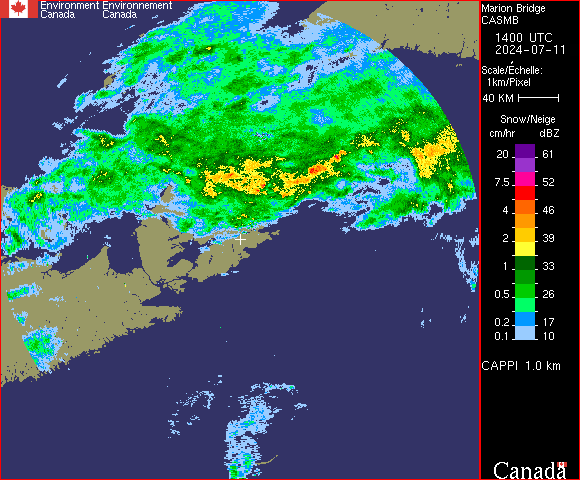 Environment Environnement
Canada Canada
Marion Bridge
CASMB
1400 UTC
2024-07-11
Scale/Échelle:
1km/Pixel
40 KM
Snow/Neige
cm/hr dBZ
20 61
7.5 52
4 46
2 39
1 33
0.5 26
0.2 17
0.1 10
CAPPI 1.0 km
Canada